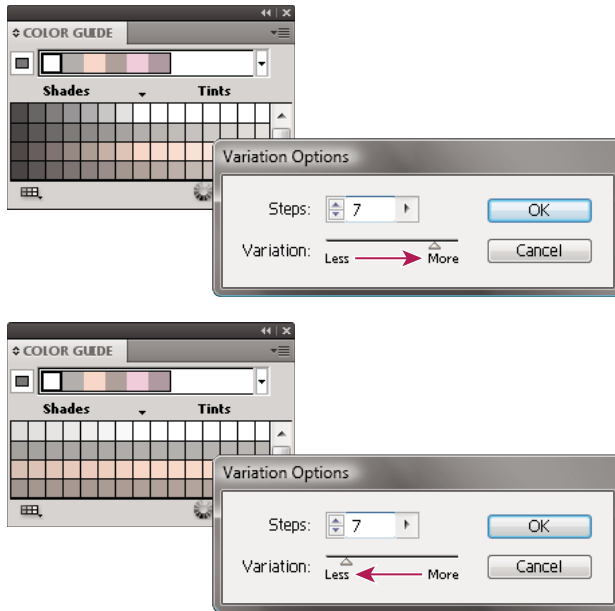 COLOR GUIDE
Shades Tints
Variation Options
Steps: 7 OK
Variation: Less More Cancel
COLOR GUIDE
Shades Tints
Variation Options
Steps: 7 OK
Variation: Less More Cancel